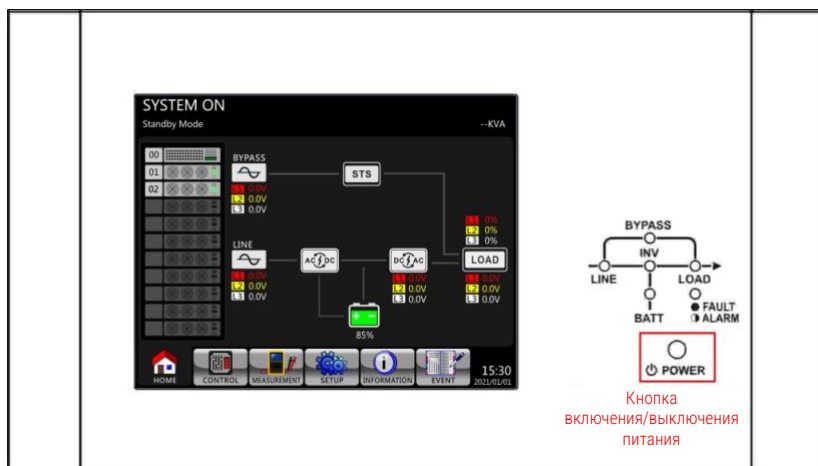 SYSTEM ON
Standby Mode
--KVA
00
01
02
BYPASS
L1 0.0V
L2 0.0V
L3 0.0V
STS
LINE
L1 0.0V
L2 0.0V
L3 0.0V
AC DC
DC AC
L1 0.0V
L2 0.0V
L3 0.0V
L1 0%
L2 0%
L3 0%
LOAD
L1 0.0V
L2 0.0V
L3 0.0V
85%
HOME
CONTROL
MEASUREMENT
SETUP
INFORMATION
EVENT
15:30
2021/01/01
BYPASS
INV
LINE
LOAD
BATT
FAULT
ALARM
POWER
Кнопка
включения/выключения
питания